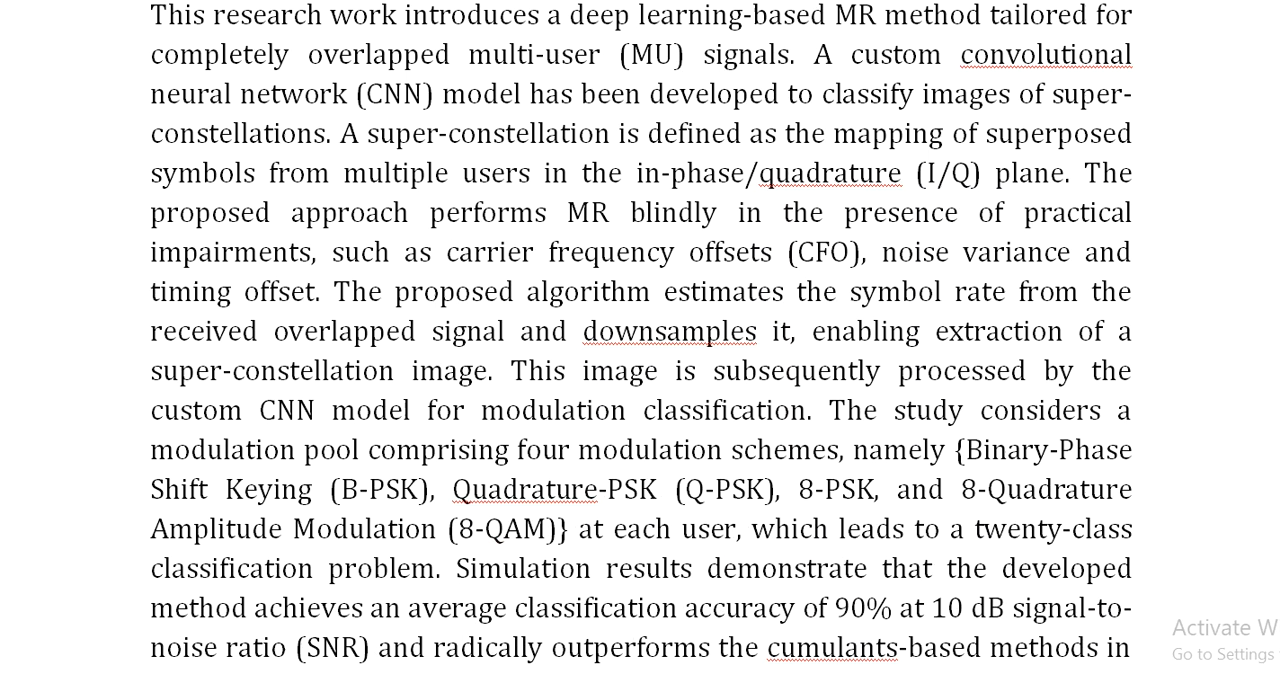 This research work introduces a deep learning-based MR method tailored for
completely overlapped multi-user (MU) signals. A custom convolutional
neural network (CNN) model has been developed to classify images of super-
constellations. A super-constellation is defined as the mapping of superposed
symbols from multiple users in the in-phase/quadrature (I/Q) plane. The
proposed approach performs MR blindly in the presence of practical
impairments, such as carrier frequency offsets (CFO), noise variance and
timing offset. The proposed algorithm estimates the symbol rate from the
received overlapped signal and downsamples it, enabling extraction of a
super-constellation image. This image is subsequently processed by the
custom CNN model for modulation classification. The study considers a
modulation pool comprising four modulation schemes, namely {Binary-Phase
Shift Keying (B-PSK), Quadrature-PSK (Q-PSK), 8-PSK, and 8-Quadrature
Amplitude Modulation (8-QAM)} at each user, which leads to a twenty-class
classification problem. Simulation results demonstrate that the developed
method achieves an average classification accuracy of 90% at 10 dB signal-to-
noise ratio (SNR) and radically outperforms the cumulants-based methods in
Activate W
Go to Settings